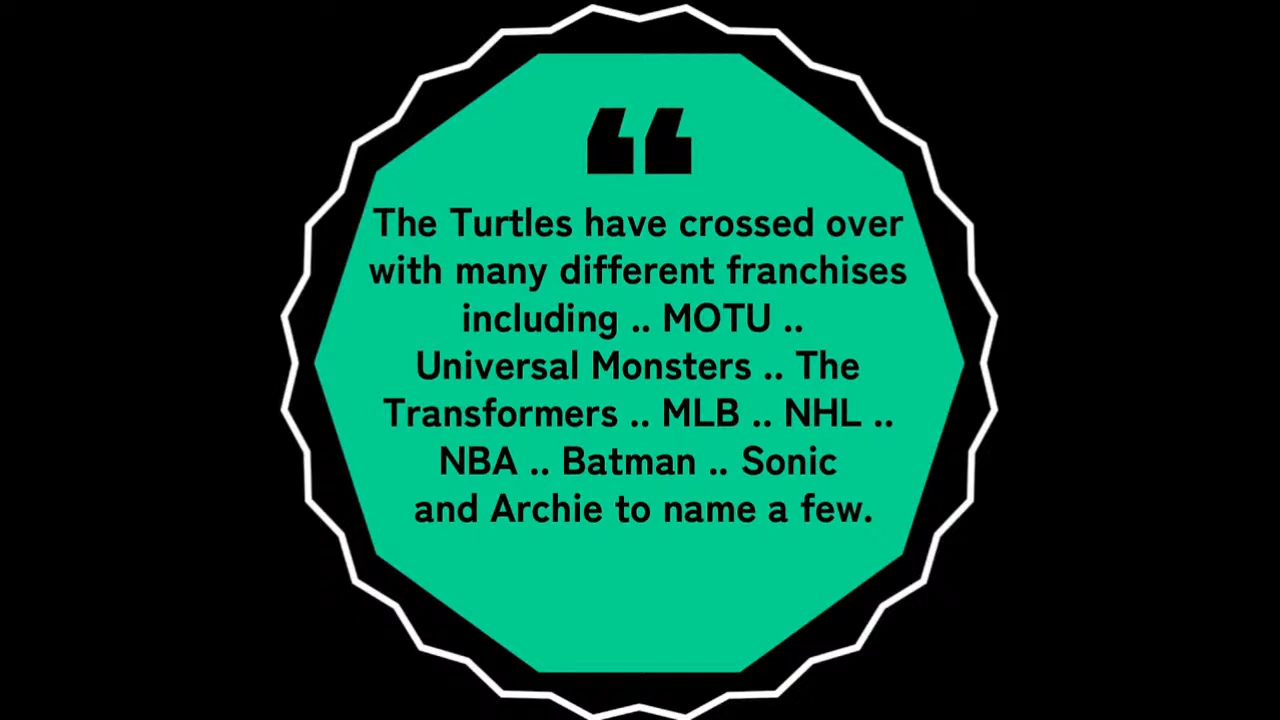 “
The Turtles have crossed over
with many different franchises
including .. MOTU ..
Universal Monsters .. The
Transformers .. MLB .. NHL ..
NBA .. Batman .. Sonic
and Archie to name a few.